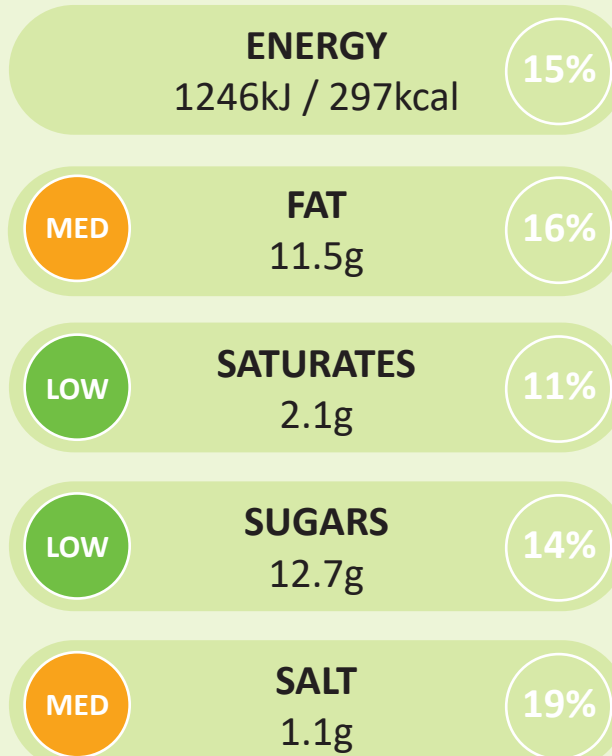 ENERGY
1246kJ / 297kcal
15%
MED
FAT
11.5g
16%
LOW
SATURATES
2.1g
11%
LOW
SUGARS
12.7g
14%
MED
SALT
1.1g
19%